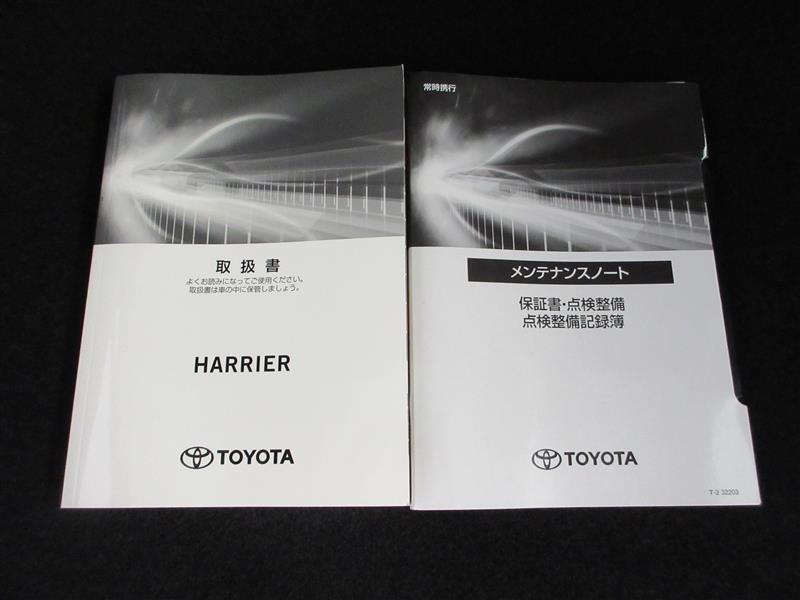 取扱書
よくお読みになってご使用ください。
取扱書は車の中に保管しましょう。
HARRIER
TOYOTA
常時携行
メンテナンスノート
保証書・点検整備
点検整備記録簿
TOYOTA
T-2 32203